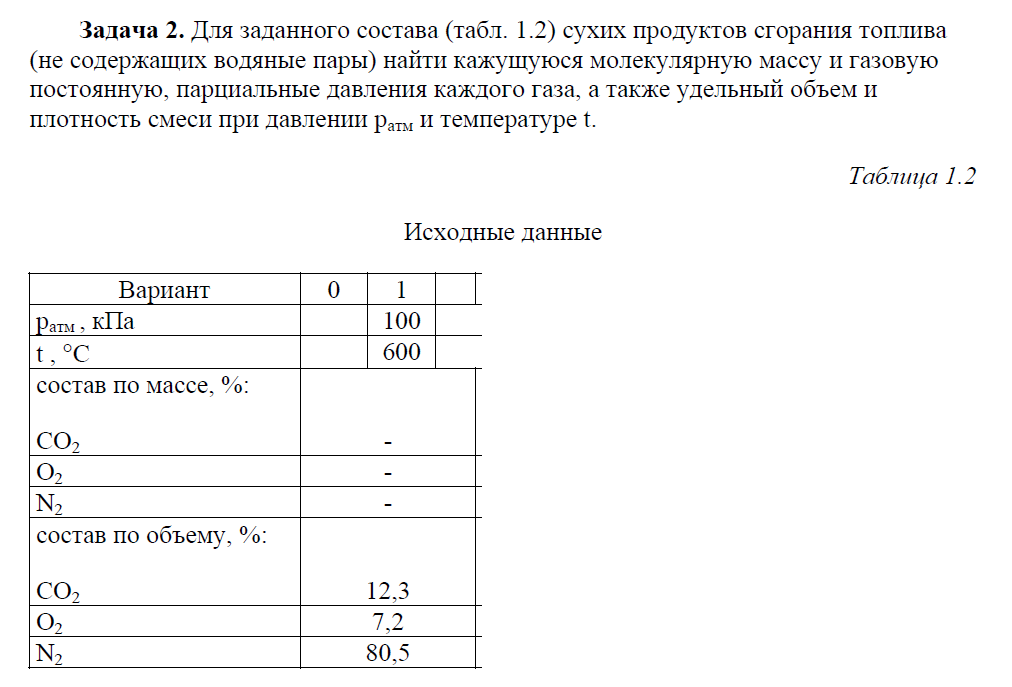 Задача 2. Для заданного состава (табл. 1.2) сухих продуктов сгорания топлива
(не содержащих водяные пары) найти кажущуюся молекулярную массу и газовую
постоянную, парциальные давления каждого газа, а также удельный объем и
плотность смеси при давлении pатм и температуре t.
Таблица 1.2
Исходные данные
Вариант 0 1
pатм , кПа 100
t , °C 600
состав по массе, %:
CO2 -
O2 -
N2 -
состав по объему, %:
CO2 12,3
O2 7,2
N2 80,5